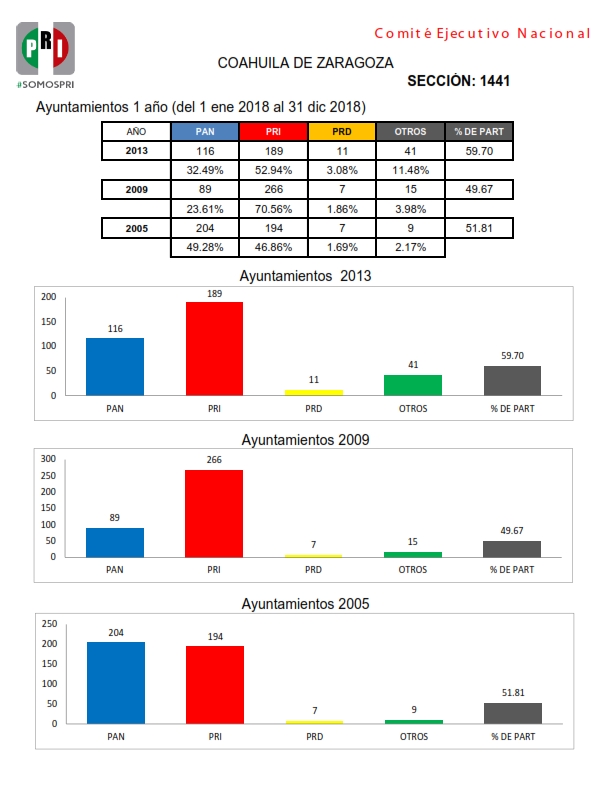 PRI
#SOMOSPRI
Comité Ejecutivo Nacional
COAHUILA DE ZARAGOZA
SECCIÓN: 1441
Ayuntamientos 1 año (del 1 ene 2018 al 31 dic 2018)
AÑO PAN PRI PRD OTROS % DE PART
2013 116 189 11 41 59.70
32.49% 52.94% 3.08% 11.48%
2009 89 266 7 15 49.67
23.61% 70.56% 1.86% 3.98%
2005 204 194 7 9 51.81
49.28% 46.86% 1.69% 2.17%
Ayuntamientos 2013
200
150
100
50
0
116 189 11 41 59.70
PAN PRI PRD OTROS % DE PART
Ayuntamientos 2009
300
250
200
150
100
50
0
89 266 7 15 49.67
PAN PRI PRD OTROS % DE PART
Ayuntamientos 2005
250
200
150
100
50
0
204 194 7 9 51.81
PAN PRI PRD OTROS % DE PART